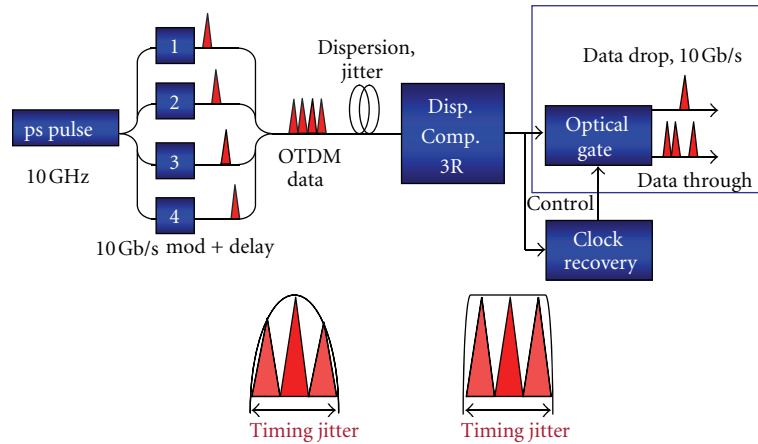 ps pulse
10 GHz
1
2
3
4
10 Gb/s mod + delay
OTDM
data
Dispersion,
jitter
Disp.
Comp.
3R
Data drop, 10 Gb/s
Optical
gate
Data through
Control
Clock
recovery
Timing jitter
Timing jitter